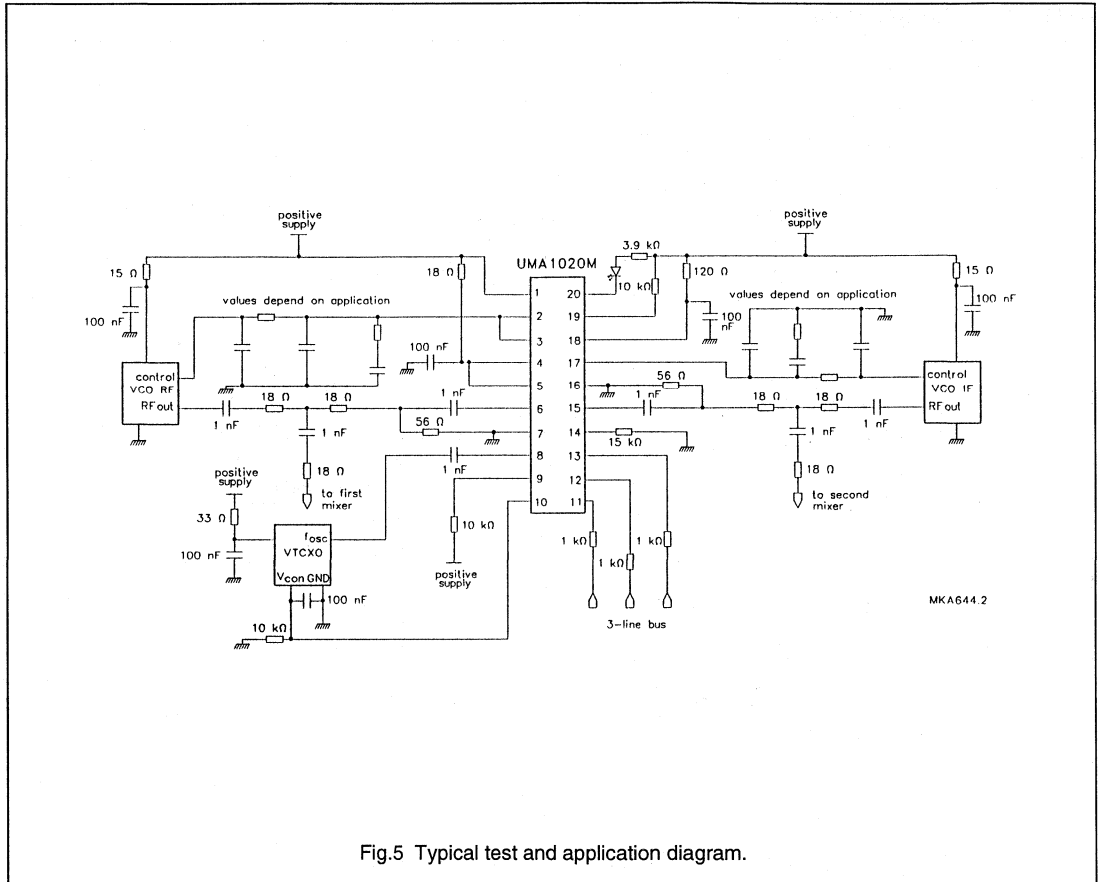 positive
supply
positive
supply
15 Ω
18 Ω
UMA1020M
3.9 kΩ
10 kΩ
120 Ω
15 Ω
100 nF
values depend on application
100 nF
100 nF
values depend on application
100 nF
control
VCO RF
RFout
1
2
3
4
5
6
7
8
9
10
20
19
18
17
16
15
14
13
12
11
control
VCO IF
RFout
1 nF
18 Ω
18 Ω
1 nF
1 nF
56 Ω
1 nF
18 Ω
to first
mixer
56 Ω
1 nF
15 kΩ
18 Ω
18 Ω
1 nF
1 nF
18 Ω
to second
mixer
positive
supply
33 Ω
100 nF
fosc
VTCXO
Vcon GND
100 nF
10 kΩ
10 kΩ
positive
supply
1 kΩ
1 kΩ
1 kΩ
3-line bus
MKA644.2
Fig.5 Typical test and application diagram.